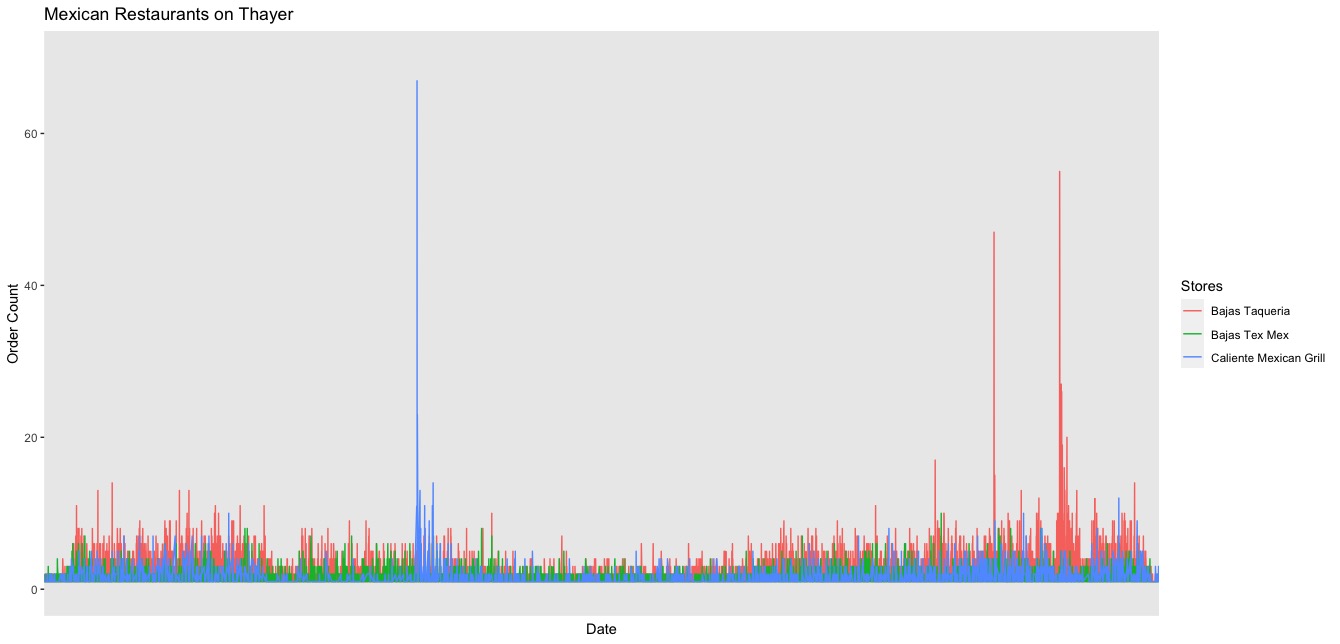 Mexican Restaurants on Thayer
60
40
20
0
Order Count
Date
Stores
Bajas Taqueria
Bajas Tex Mex
Caliente Mexican Grill